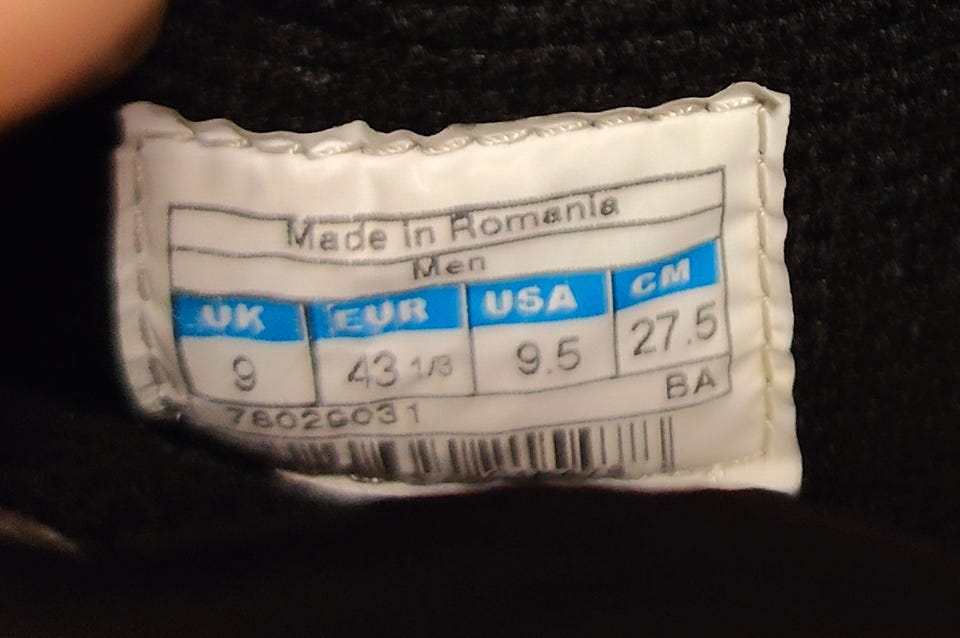 Made in Romania
Men
UK EUR USA CM
9 43 1/3 9.5 27.5
BA
78029031